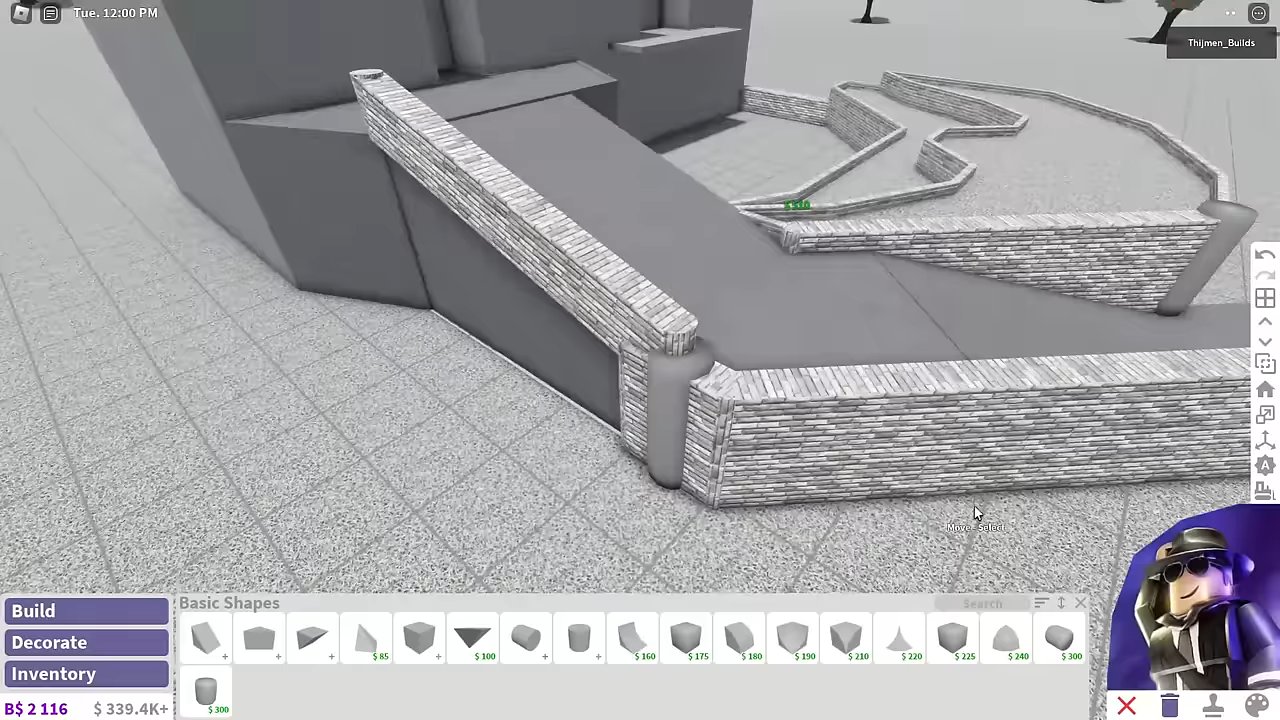 Tue. 12:00 PM
Thijmen_Builds
Move Select
Build
Decorate
Inventory
B$ 2 116
$ 339.4K+
Basic Shapes
Search
$ 85
$ 100
$ 160
$ 175
$ 180
$ 190
$ 210
$ 220
$ 225
$ 240
$ 300
$ 300
A